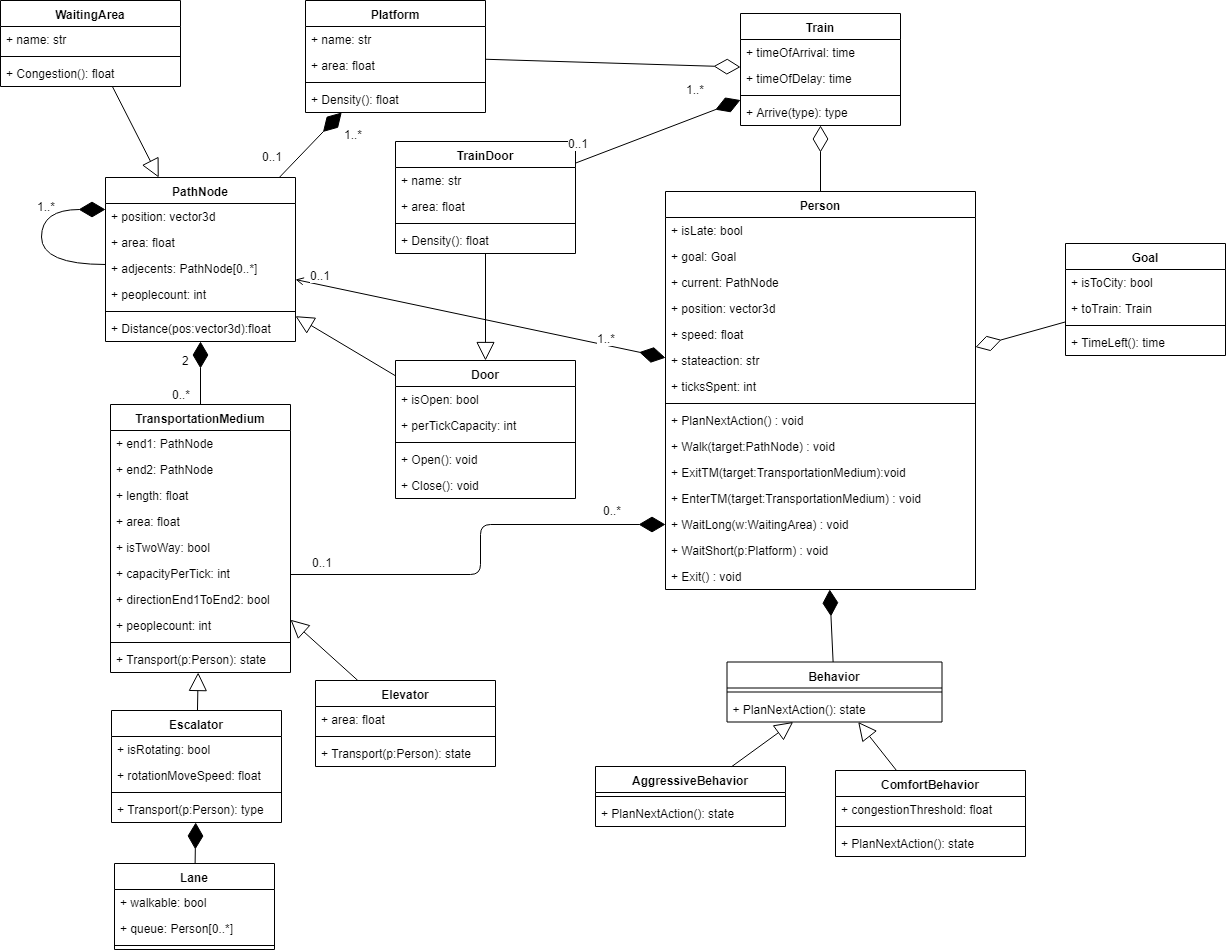 WaitingArea
+ name: str
+ Congestion(): float
Platform
+ name: str
+ area: float
+ Density(): float
Train
+ timeOfArrival: time
+ timeOfDelay: time
+ Arrive(type): type
1..*
1..*
0..1
0..1
TrainDoor
+ name: str
+ area: float
+ Density(): float
PathNode
+ position: vector3d
+ area: float
+ adjecents: PathNode[0..*]
+ peoplecount: int
+ Distance(pos:vector3d):float
1..*
0..1
1..*
2
0..*
Person
+ isLate: bool
+ goal: Goal
+ current: PathNode
+ position: vector3d
+ speed: float
+ stateaction: str
+ ticksSpent: int
+ PlanNextAction() : void
+ Walk(target:PathNode) : void
+ ExitTM(target:TransportationMedium):void
+ EnterTM(target:TransportationMedium) : void
+ WaitLong(w:WaitingArea) : void
+ WaitShort(p:Platform) : void
+ Exit() : void
Goal
+ isToCity: bool
+ toTrain: Train
+ TimeLeft(): time
Door
+ isOpen: bool
+ perTickCapacity: int
+ Open(): void
+ Close(): void
TransportationMedium
+ end1: PathNode
+ end2: PathNode
+ length: float
+ area: float
+ isTwoWay: bool
+ capacityPerTick: int
+ directionEnd1ToEnd2: bool
+ peoplecount: int
+ Transport(p:Person): state
0..*
0..1
Elevator
+ area: float
+ Transport(p:Person): state
Escalator
+ isRotating: bool
+ rotationMoveSpeed: float
+ Transport(p:Person): type
Lane
+ walkable: bool
+ queue: Person[0..*]
Behavior
+ PlanNextAction(): state
AggressiveBehavior
+ PlanNextAction(): state
ComfortBehavior
+ congestionThreshold: float
+ PlanNextAction(): state